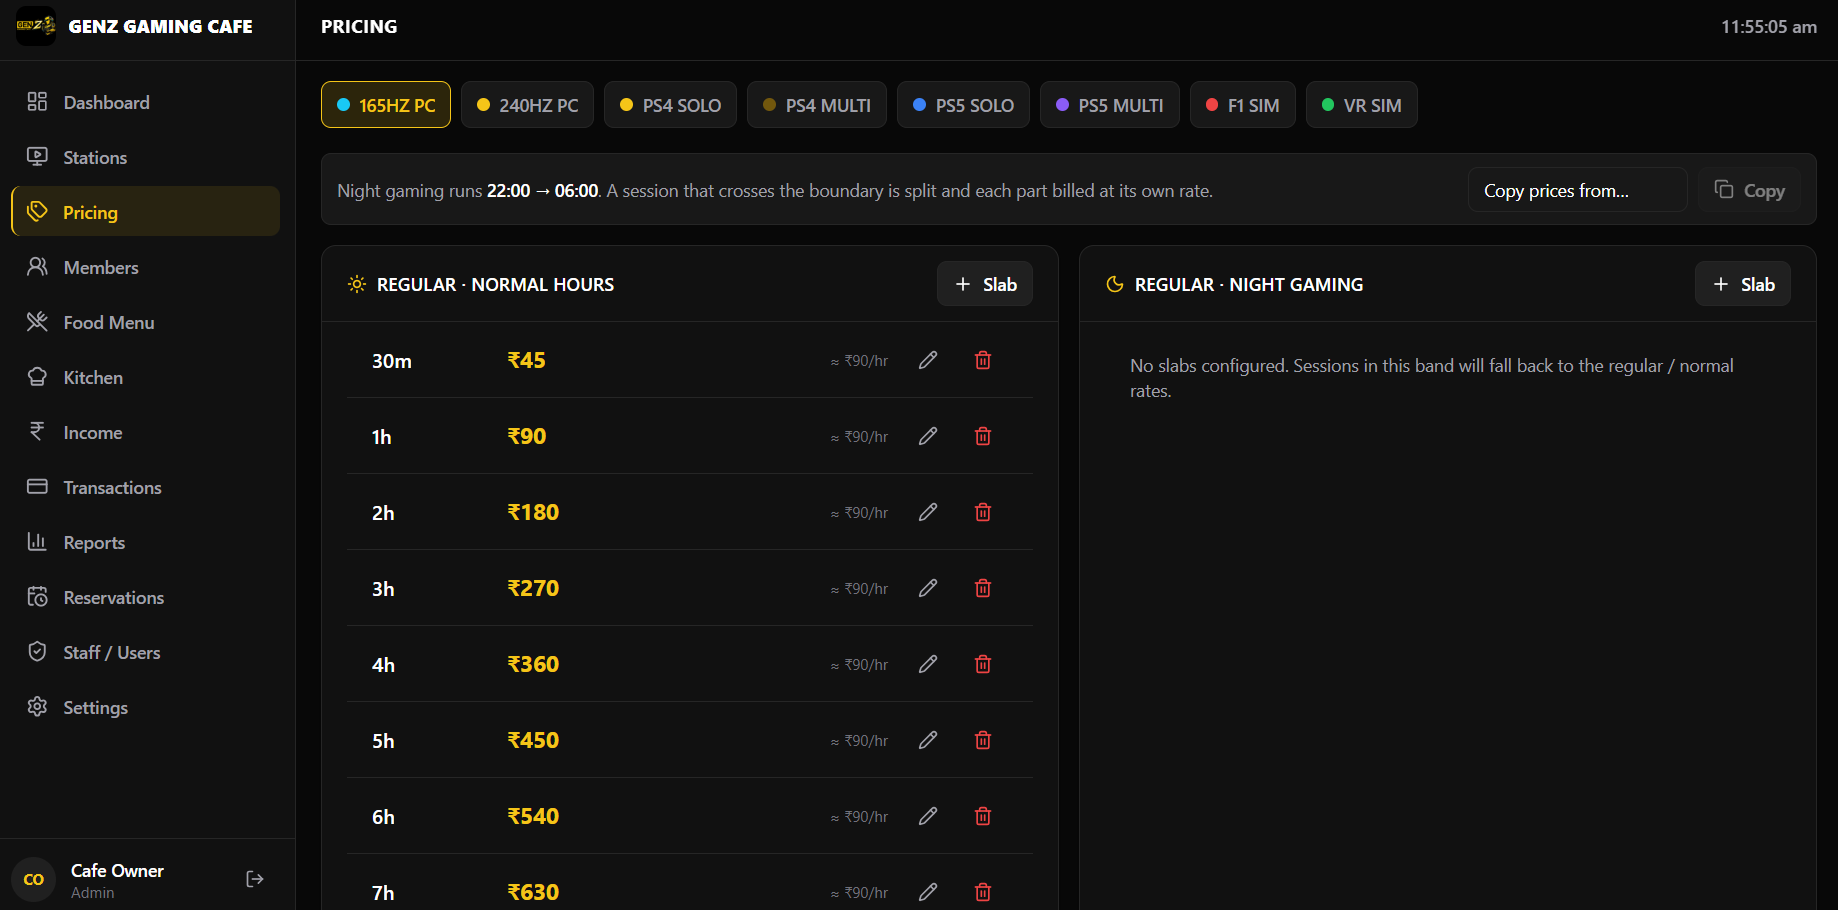 GENZ GAMING CAFE
PRICING
11:55:05 am
Dashboard
Stations
Pricing
Members
Food Menu
Kitchen
Income
Transactions
Reports
Reservations
Staff / Users
Settings
CO
Cafe Owner
Admin
165HZ PC
240HZ PC
PS4 SOLO
PS4 MULTI
PS5 SOLO
PS5 MULTI
F1 SIM
VR SIM
Night gaming runs 22:00 → 06:00. A session that crosses the boundary is split and each part billed at its own rate.
Copy prices from...
Copy
REGULAR · NORMAL HOURS
+ Slab
30m ₹45 ≈ ₹90/hr
1h ₹90 ≈ ₹90/hr
2h ₹180 ≈ ₹90/hr
3h ₹270 ≈ ₹90/hr
4h ₹360 ≈ ₹90/hr
5h ₹450 ≈ ₹90/hr
6h ₹540 ≈ ₹90/hr
7h ₹630 ≈ ₹90/hr
REGULAR · NIGHT GAMING
+ Slab
No slabs configured. Sessions in this band will fall back to the regular / normal
rates.